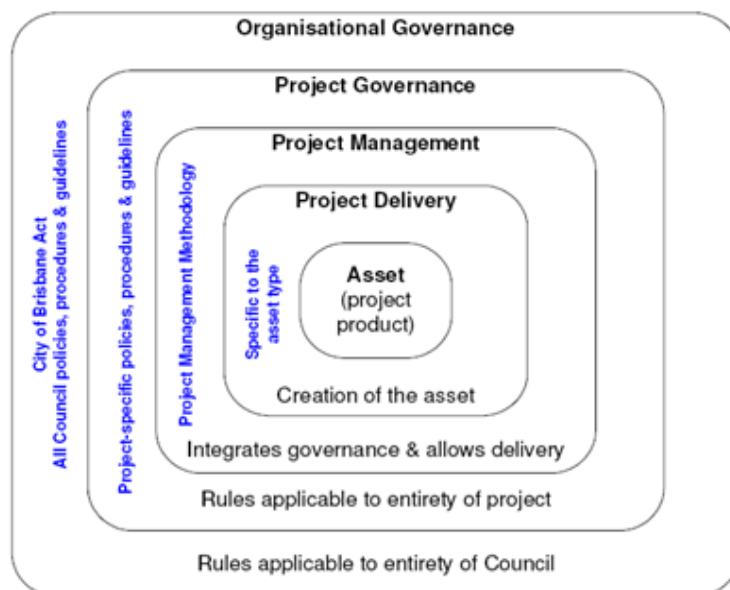 Organisational Governance
Project Governance
Project Management
Project Delivery
Asset
(project
product)
Creation of the asset
Integrates governance & allows delivery
Rules applicable to entirety of project
Rules applicable to entirety of Council
City of Brisbane Act
All Council policies, procedures & guidelines
Project-specific policies, procedures & guidelines
Project Management Methodology
Specific to the
asset type